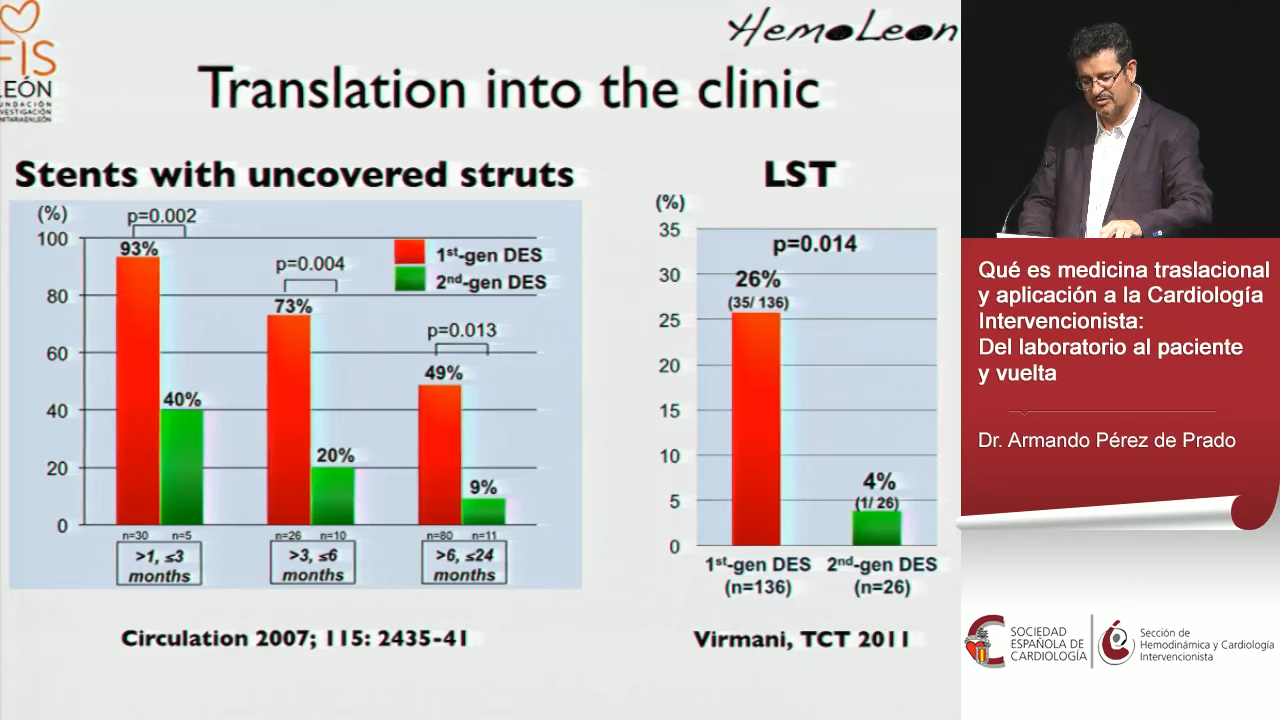 FIS
LEÓN
HemoLeon
Translation into the clinic
Stents with uncovered struts
(%)
p=0.002
100
93%
1st-gen DES
2nd-gen DES
p=0.004
80
73%
p=0.013
60
49%
40
40%
20
20%
9%
0
n=30 n=5
n=26 n=10
n=80 n=11
>1, ≤3
months
>3, ≤6
months
>6, ≤24
months
Circulation 2007; 115: 2435-41
LST
(%)
35
p=0.014
30
26%
(35/ 136)
25
20
15
10
4%
(1/ 26)
5
0
1st-gen DES
(n=136)
2nd-gen DES
(n=26)
Virmani, TCT 2011
Qué es medicina traslacional
y aplicación a la Cardiología
Intervencionista:
Del laboratorio al paciente
y vuelta
Dr. Armando Pérez de Prado
SOCIEDAD
ESPAÑOLA DE
CARDIOLOGÍA
Sección de
Hemodinámica y Cardiología
Intervencionista